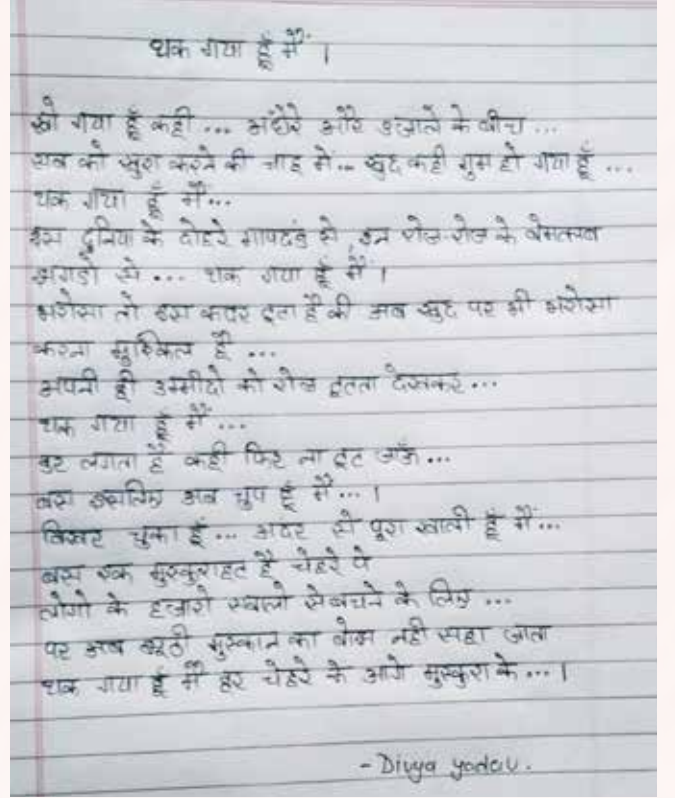 थक गया हूँ मैं ।
खो गया हूँ कही ... अंधेरे और उजाले के बीच ...
सब को खुश करने की चाह में... खुद कही गुम हो गया हूँ ...
थक गया हूँ मैं...
इस दुनिया के दोहरे मापदंड से, इन रोज-रोज के बेमतलब
झगडो से ... थक गया हूँ मैं ।
भरोसा तो इस कदर टूटा है की अब खुद पर भी भरोसा
करना मुश्किल है ...
अपनी ही उम्मीदो को रोज टूटता देखकर ...
थक गया हूँ मैं ...
डर लगता है कही फिर ना टूट जाऊँ ...
बस इसलिए अब चुप हूँ मैं ... ।
बिखर चुका हूँ ... अंदर से पूरा खाली हूँ मैं ...
बस एक मुस्कुराहट है चेहरे पे
लोगो के हजारो सवालो से बचने के लिए ...
पर अब झूठी मुस्कान का बोझ नही सहा जाता
थक गया हूँ मैं हर चेहरे के आगे मुस्कुरा के ... ।
- Divya yadav.